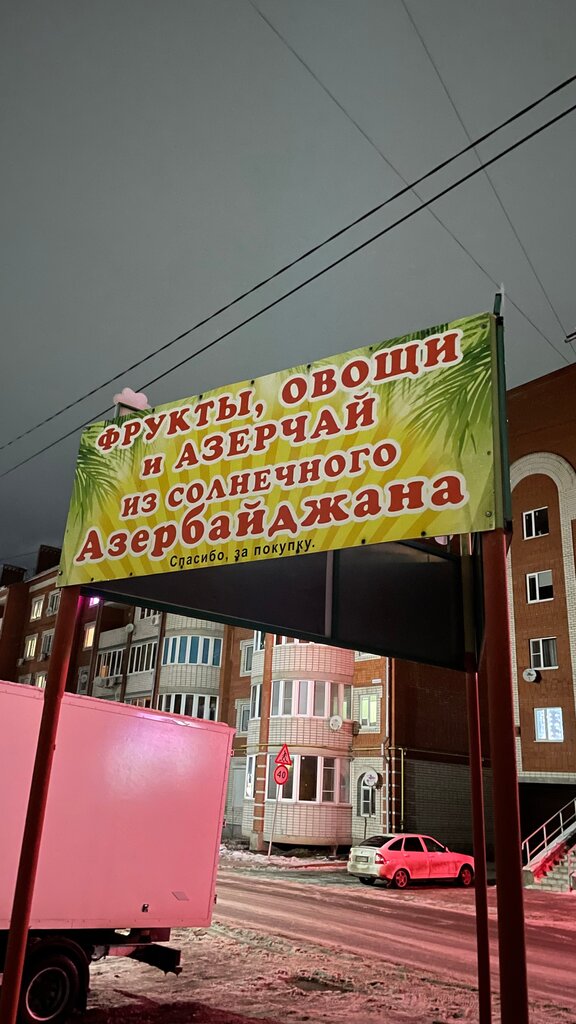 ФРУКТЫ, ОВОЩИ
И АЗЕРЧАЙ
ИЗ СОЛНЕЧНОГО
Азербайджана
Спасибо, за покупку.
40